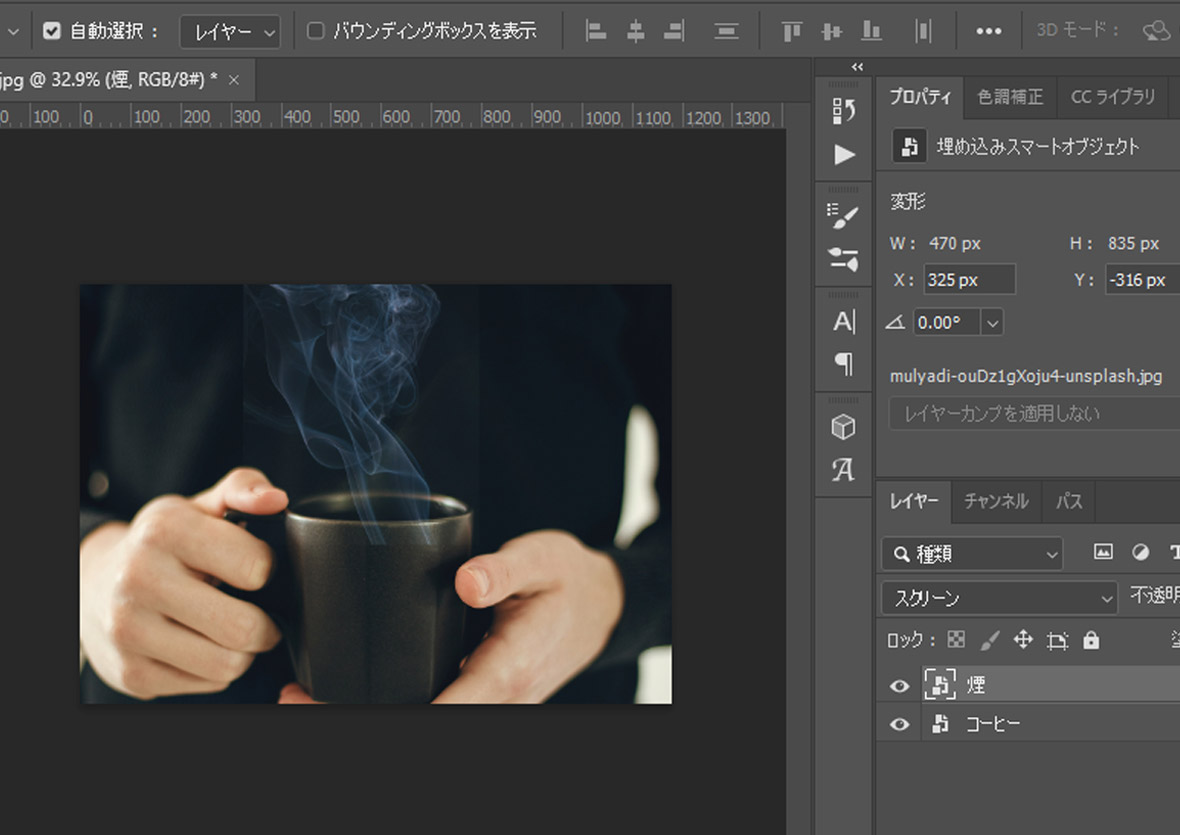 自動選択： レイヤー バウンディングボックスを表示 3D モード：
jpg @ 32.9% (煙, RGB/8#) * ×
0 100 0 100 200 300 400 500 600 700 800 900 1000 1100 1200 1300
プロパティ 色調補正 CC ライブラリ
埋め込みスマートオブジェクト
変形
W： 470 px H： 835 px
X： 325 px Y： -316 px
0.00°
mulyadi-ouDz1gXoju4-unsplash.jpg
レイヤーカンプを適用しない
レイヤー チャンネル パス
種類 T
スクリーン 不透明
ロック：
煙
コーヒー